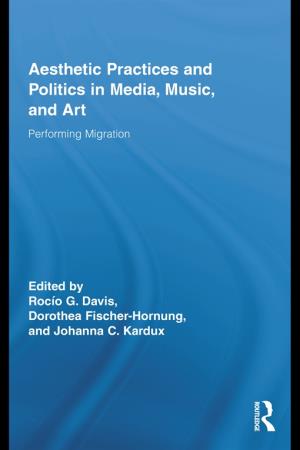 Aesthetic Practices and
Politics in Media, Music,
and Art
Performing Migration
Edited by
Rocío G. Davis,
Dorothea Fischer-Hornung,
and Johanna C. Kardux
ROUTLEDGE